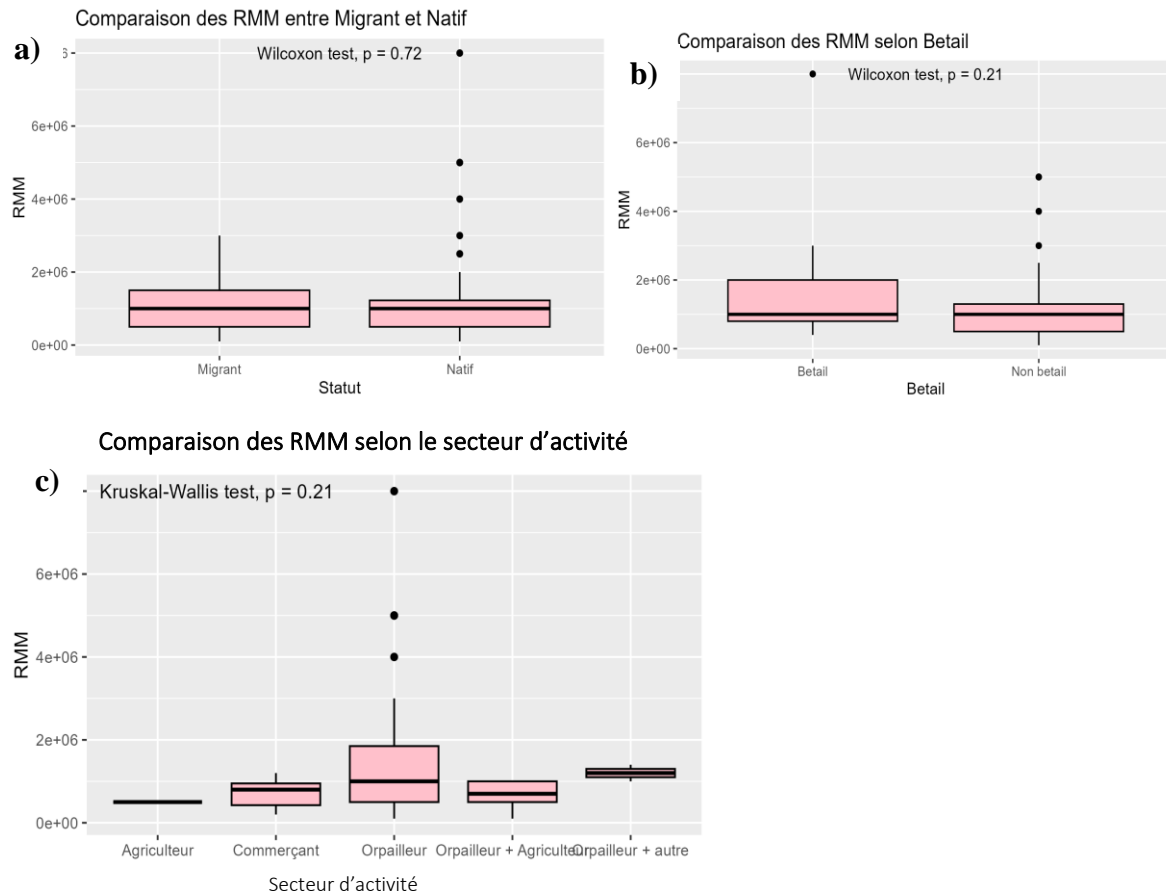 Comparaison des RMM entre Migrant et Natif
a)
Wilcoxon test, p = 0.72
6e+06
4e+06
2e+06
0e+00
RMM
Migrant
Natif
Statut
Comparaison des RMM selon Betail
b)
Wilcoxon test, p = 0.21
6e+06
4e+06
2e+06
0e+00
RMM
Betail
Non betail
Betail
Comparaison des RMM selon le secteur d’activité
c)
Kruskal-Wallis test, p = 0.21
6e+06
4e+06
2e+06
0e+00
RMM
Agriculteur
Commerçant
Orpailleur
Orpailleur + Agriculteur
Orpailleur + autre
Secteur d’activité